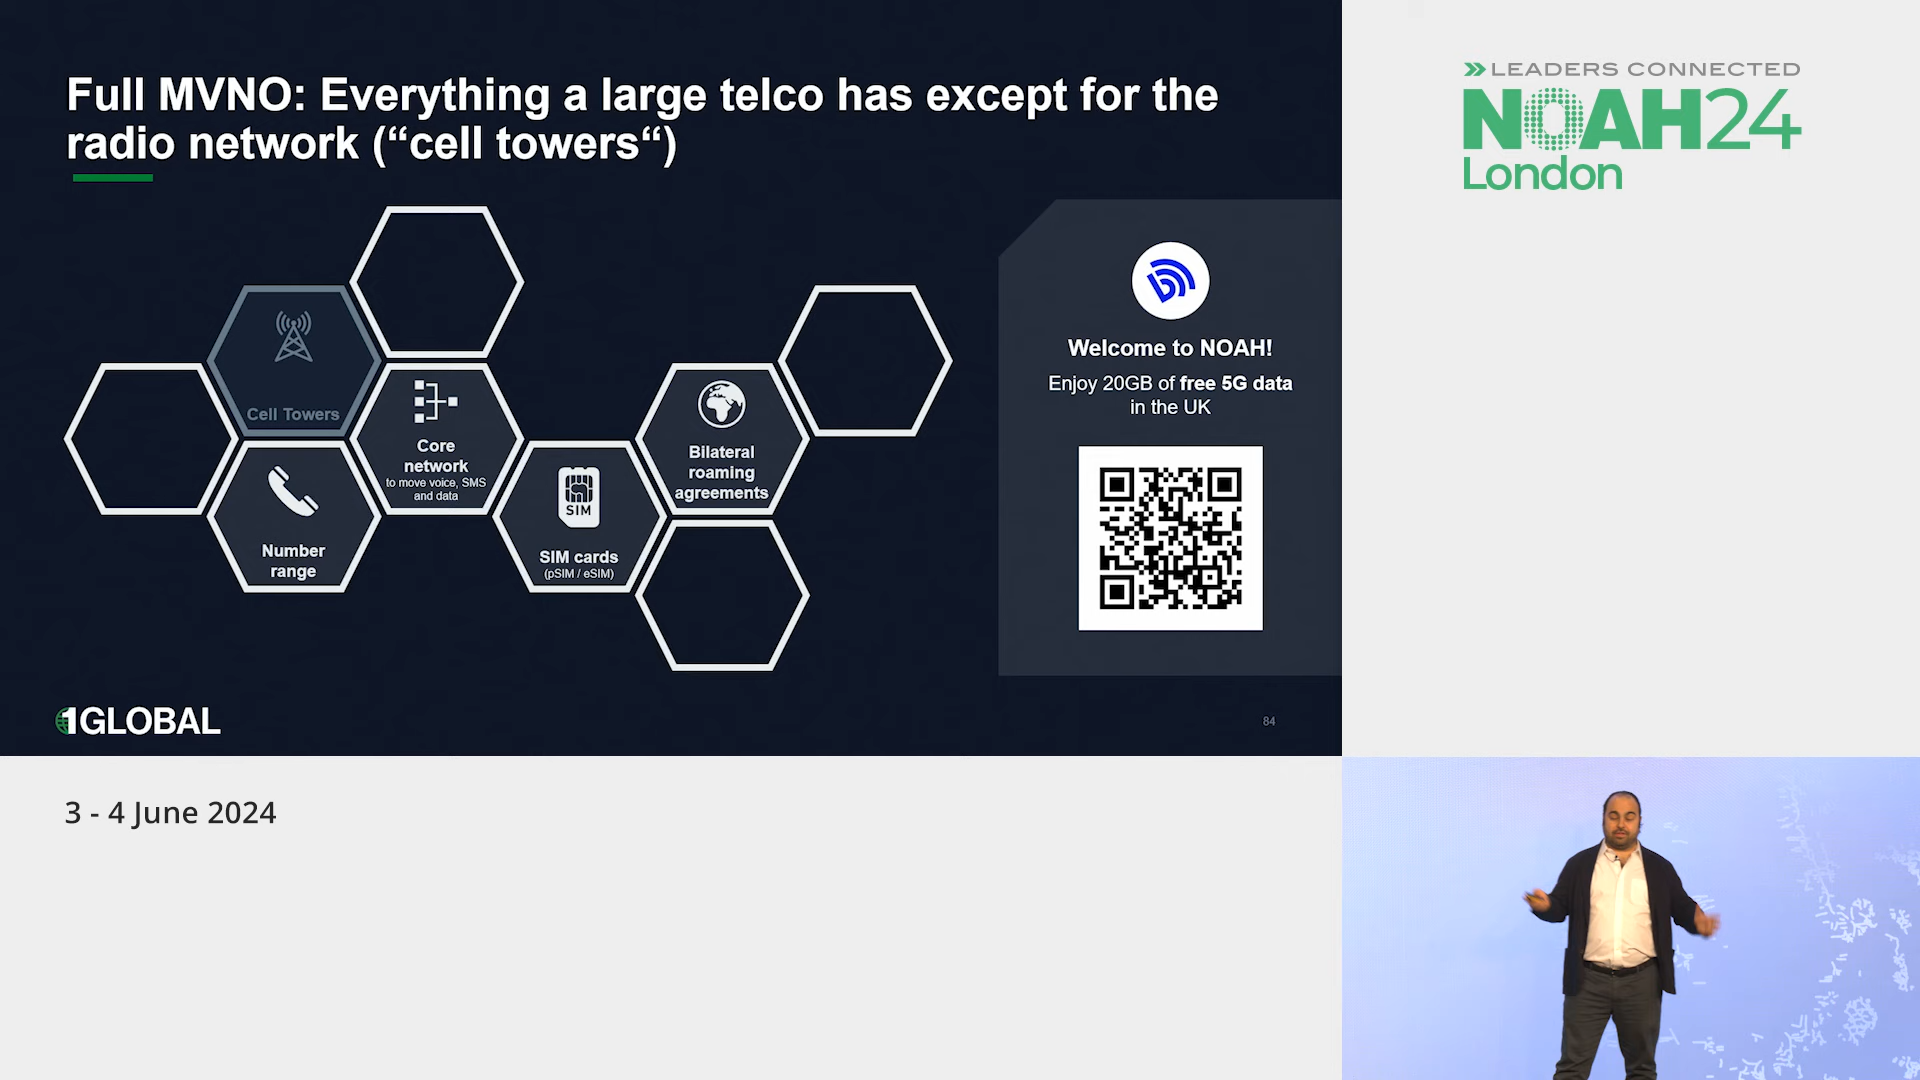 Full MVNO: Everything a large telco has except for the
radio network (“cell towers“)
Cell Towers
Core
network
to move voice, SMS
and data
Number
range
SIM
SIM cards
(pSIM / eSIM)
Bilateral
roaming
agreements
Welcome to NOAH!
Enjoy 20GB of free 5G data
in the UK
1GLOBAL
84
LEADERS CONNECTED
NOAH24
London
3 - 4 June 2024